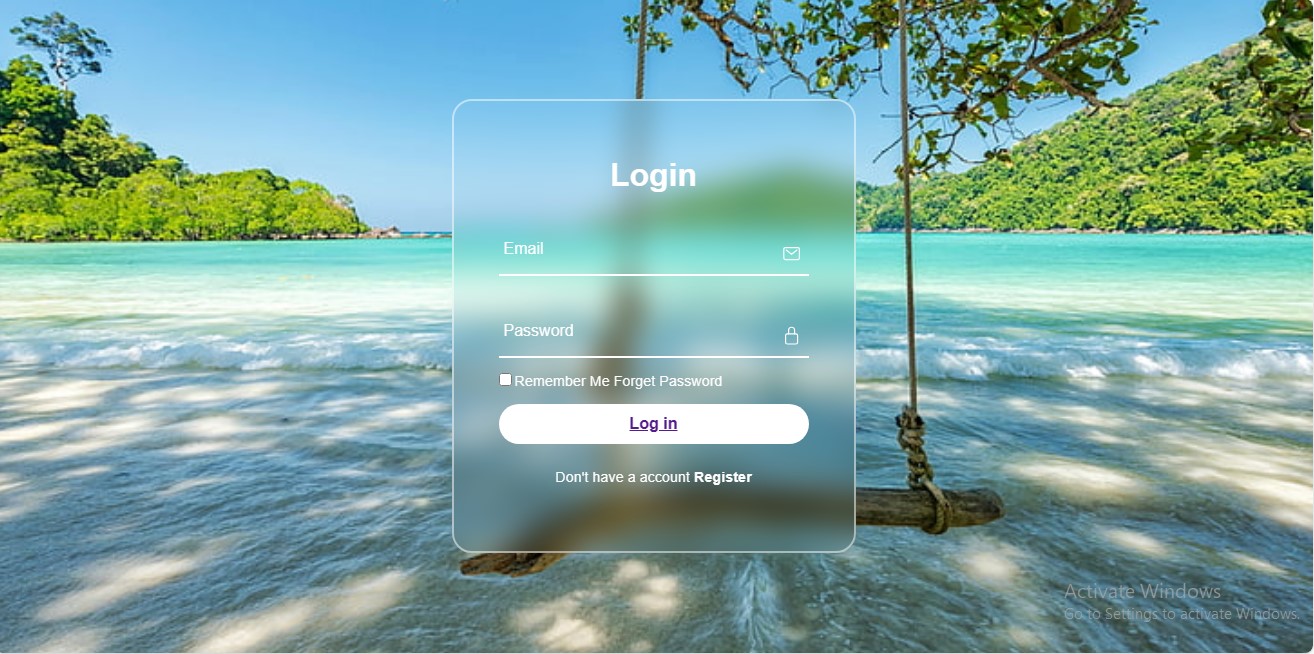 Login
Email
Password
Remember Me Forget Password
Log in
Don't have a account Register
Activate Windows
Go to Settings to activate Windows.